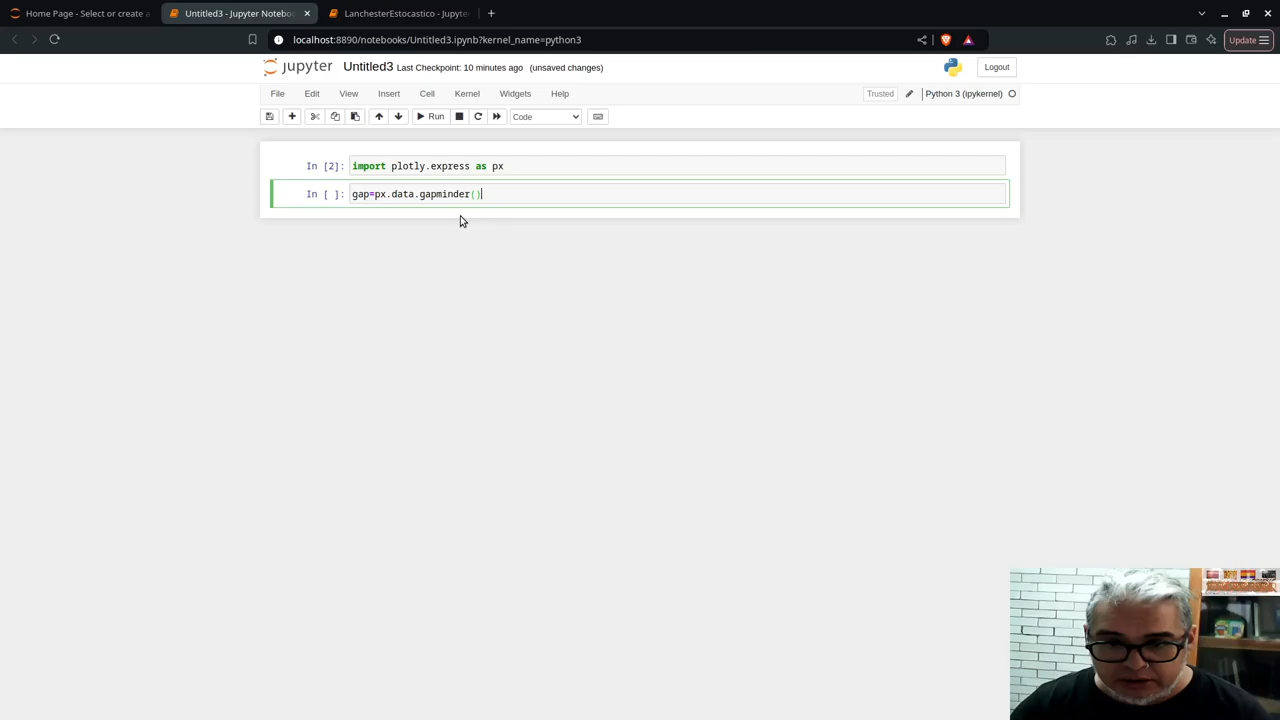 Home Page - Select or create a
Untitled3 - Jupyter Notebo
LanchesterEstocastico - Jupyte
localhost:8890/notebooks/Untitled3.ipynb?kernel_name=python3
Update
jupyter Untitled3 Last Checkpoint: 10 minutes ago (unsaved changes)
Logout
File Edit View Insert Cell Kernel Widgets Help
Trusted
Python 3 (ipykernel)
Run
Code
In [2]: import plotly.express as px
In [ ]: gap=px.data.gapminder()